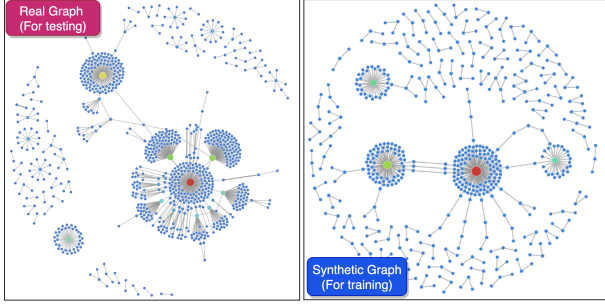 Real Graph
(For testing)
Synthetic Graph
(For training)